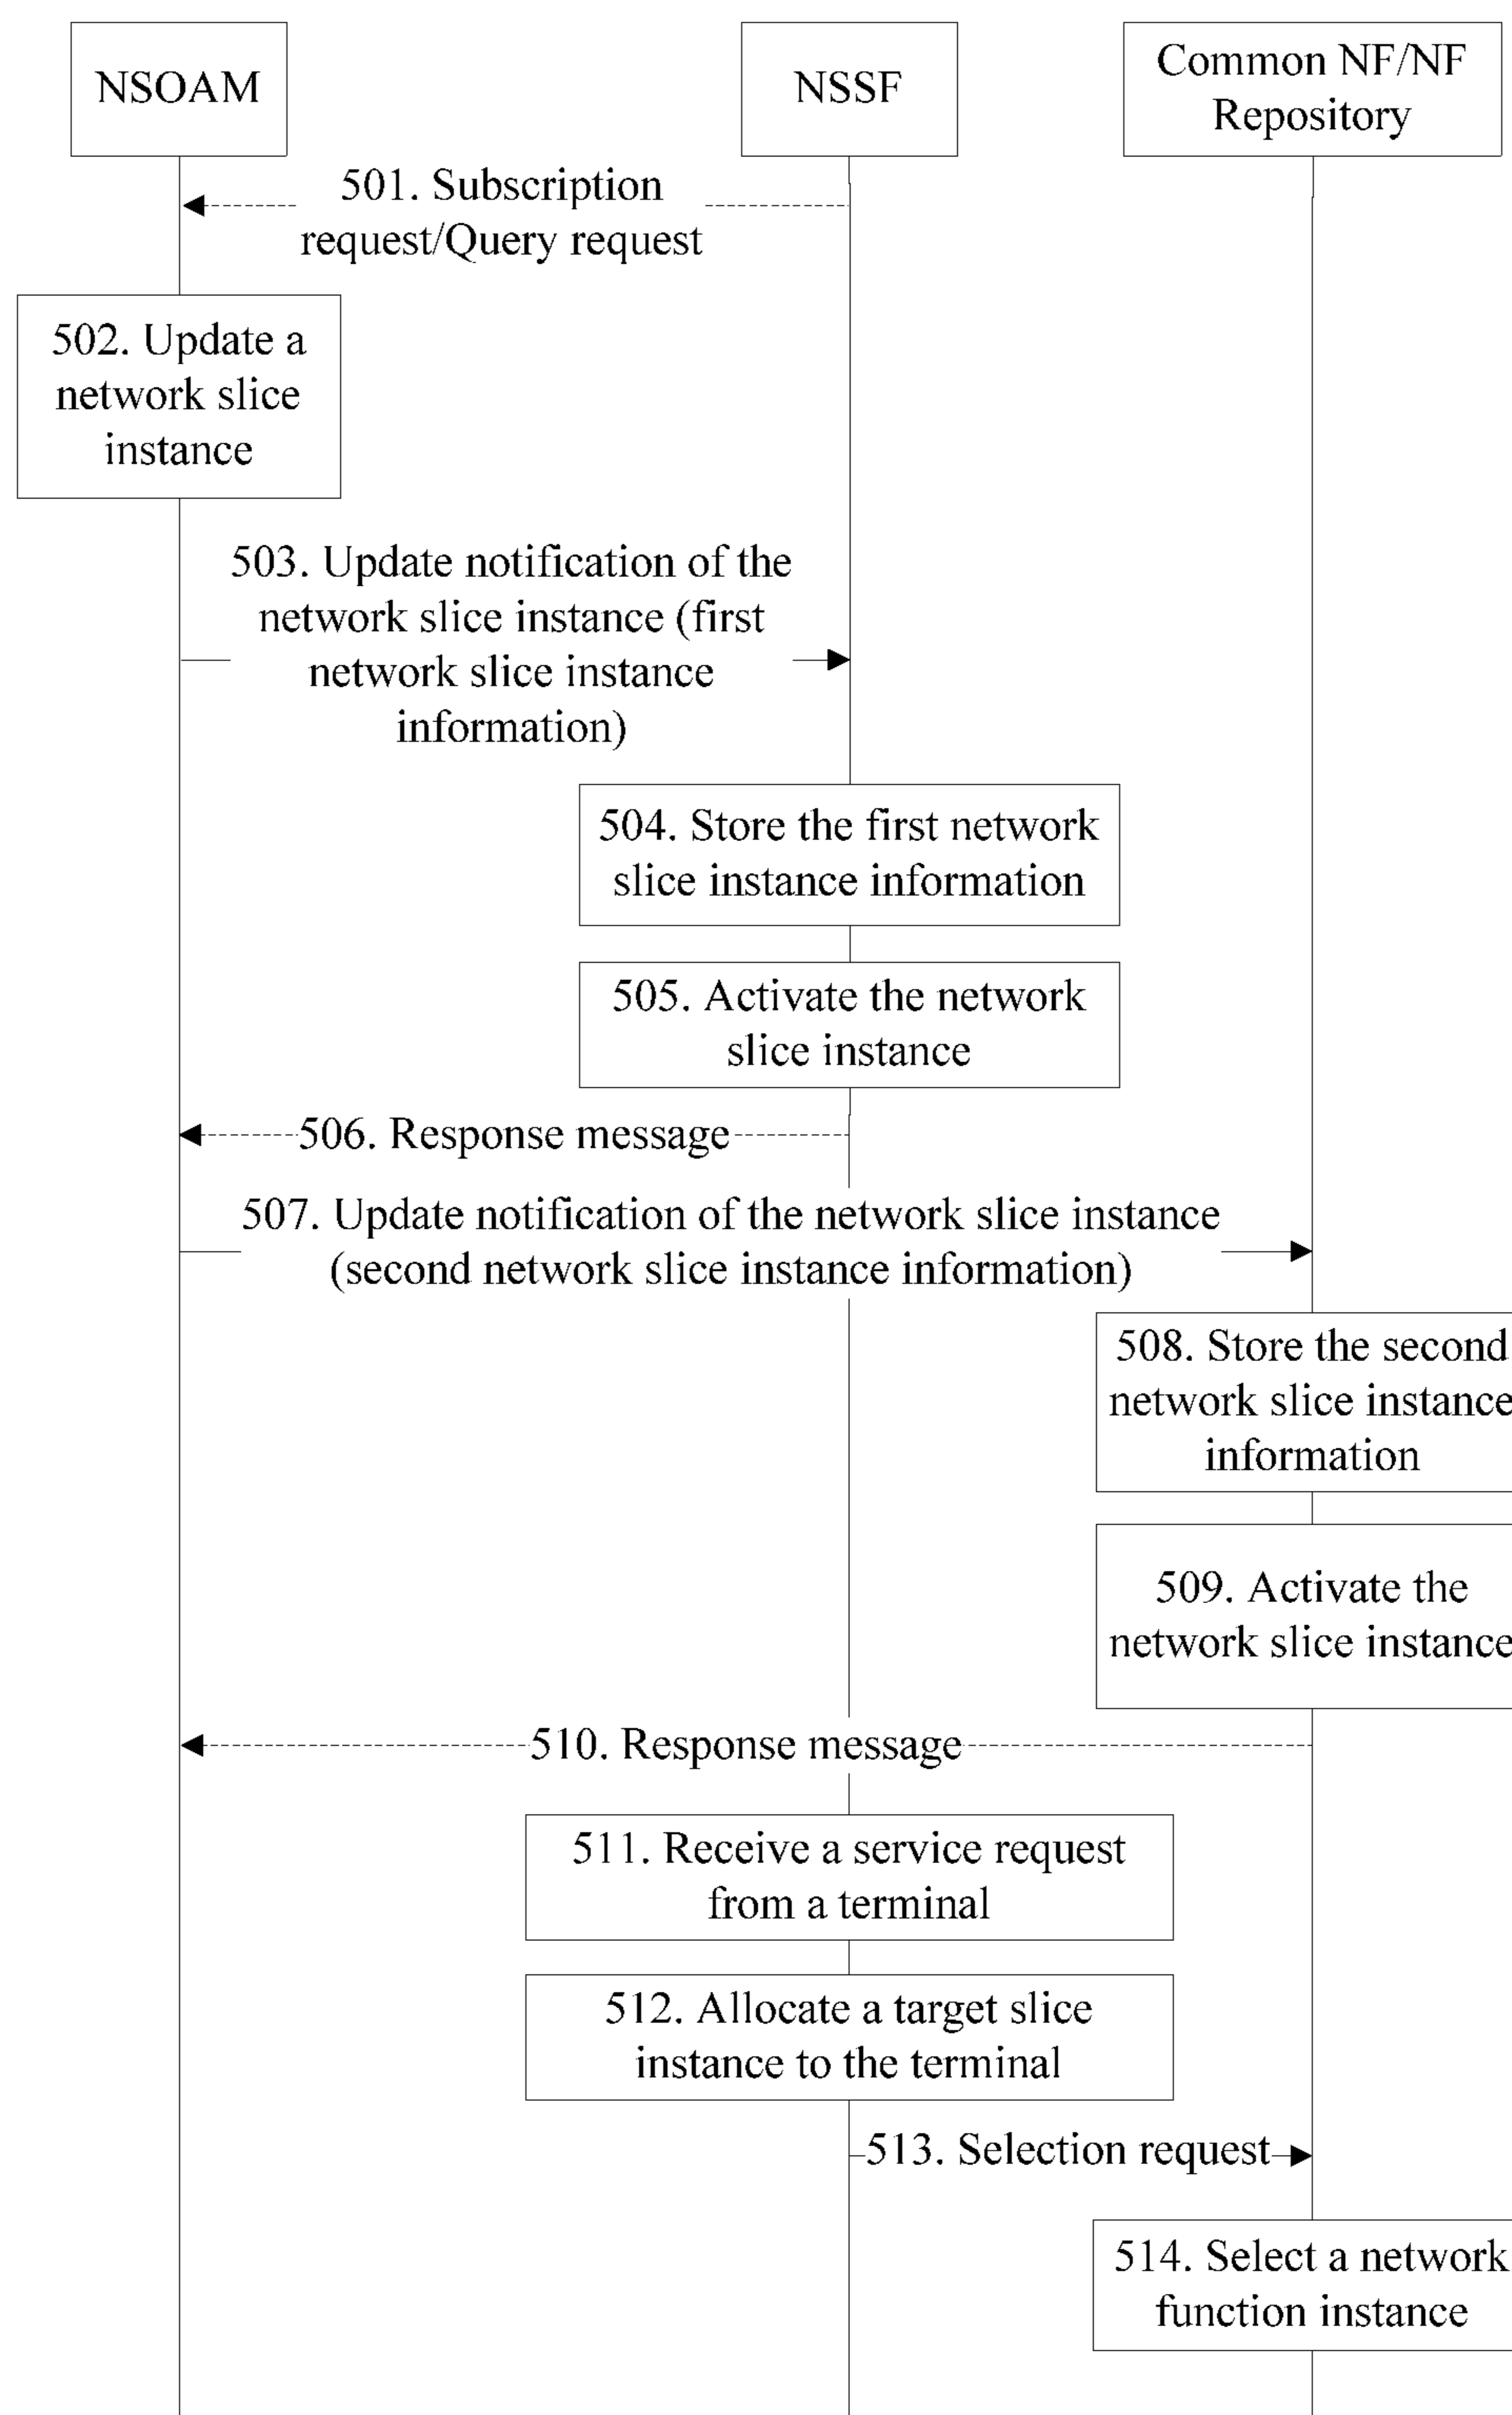 NSOAM
NSSF
Common NF/NF
Repository
501. Subscription
request/Query request
502. Update a
network slice
instance
503. Update notification of the
network slice instance (first
network slice instance
information)
504. Store the first network
slice instance information
505. Activate the network
slice instance
506. Response message
507. Update notification of the network slice instance
(second network slice instance information)
508. Store the second
network slice instance
information
509. Activate the
network slice instance
510. Response message
511. Receive a service request
from a terminal
512. Allocate a target slice
instance to the terminal
513. Selection request
514. Select a network
function instance